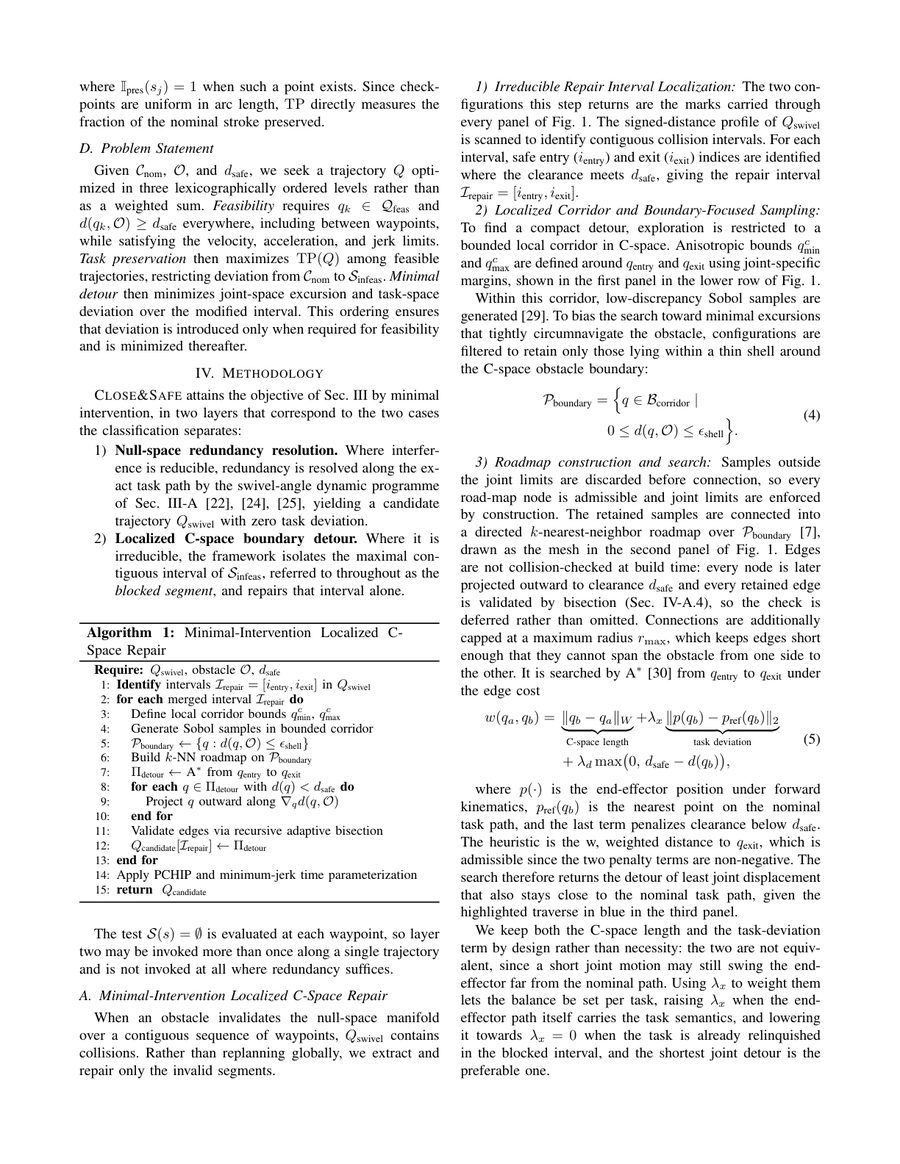 where 𝕀pres(sj) = 1 when such a point exists. Since check-
points are uniform in arc length, TP directly measures the
fraction of the nominal stroke preserved.
D. Problem Statement
Given Cnom, O, and dsafe, we seek a trajectory Q opti-
mized in three lexicographically ordered levels rather than
as a weighted sum. Feasibility requires qk ∈ Qfeas and
d(qk, O) ≥ dsafe everywhere, including between waypoints,
while satisfying the velocity, acceleration, and jerk limits.
Task preservation then maximizes TP(Q) among feasible
trajectories, restricting deviation from Cnom to Sinfeas. Minimal
detour then minimizes joint-space excursion and task-space
deviation over the modified interval. This ordering ensures
that deviation is introduced only when required for feasibility
and is minimized thereafter.
IV. METHODOLOGY
CLOSE&SAFE attains the objective of Sec. III by minimal
intervention, in two layers that correspond to the two cases
the classification separates:
1) Null-space redundancy resolution. Where interfer-
ence is reducible, redundancy is resolved along the ex-
act task path by the swivel-angle dynamic programme
of Sec. III-A [22], [24], [25], yielding a candidate
trajectory Qswivel with zero task deviation.
2) Localized C-space boundary detour. Where it is
irreducible, the framework isolates the maximal con-
tiguous interval of Sinfeas, referred to throughout as the
blocked segment, and repairs that interval alone.
Algorithm 1: Minimal-Intervention Localized C-
Space Repair
Require: Qswivel, obstacle O, dsafe
1: Identify intervals Irepair = [ientry, iexit] in Qswivel
2: for each merged interval Irepair do
3: Define local corridor bounds q^c_min, q^c_max
4: Generate Sobol samples in bounded corridor
5: Pboundary ← {q : d(q, O) ≤ ϵshell}
6: Build k-NN roadmap on Pboundary
7: Πdetour ← A* from qentry to qexit
8: for each q ∈ Πdetour with d(q) < dsafe do
9: Project q outward along ∇qd(q, O)
10: end for
11: Validate edges via recursive adaptive bisection
12: Qcandidate[Irepair] ← Πdetour
13: end for
14: Apply PCHIP and minimum-jerk time parameterization
15: return Qcandidate
The test S(s) = ∅ is evaluated at each waypoint, so layer
two may be invoked more than once along a single trajectory
and is not invoked at all where redundancy suffices.
A. Minimal-Intervention Localized C-Space Repair
When an obstacle invalidates the null-space manifold
over a contiguous sequence of waypoints, Qswivel contains
collisions. Rather than replanning globally, we extract and
repair only the invalid segments.
1) Irreducible Repair Interval Localization: The two con-
figurations this step returns are the marks carried through
every panel of Fig. 1. The signed-distance profile of Qswivel
is scanned to identify contiguous collision intervals. For each
interval, safe entry (ientry) and exit (iexit) indices are identified
where the clearance meets dsafe, giving the repair interval
Irepair = [ientry, iexit].
2) Localized Corridor and Boundary-Focused Sampling:
To find a compact detour, exploration is restricted to a
bounded local corridor in C-space. Anisotropic bounds q^c_min
and q^c_max are defined around qentry and qexit using joint-specific
margins, shown in the first panel in the lower row of Fig. 1.
Within this corridor, low-discrepancy Sobol samples are
generated [29]. To bias the search toward minimal excursions
that tightly circumnavigate the obstacle, configurations are
filtered to retain only those lying within a thin shell around
the C-space obstacle boundary:
Pboundary = { q ∈ Bcorridor |
0 ≤ d(q, O) ≤ ϵshell }. (4)
3) Roadmap construction and search: Samples outside
the joint limits are discarded before connection, so every
road-map node is admissible and joint limits are enforced
by construction. The retained samples are connected into
a directed k-nearest-neighbor roadmap over Pboundary [7],
drawn as the mesh in the second panel of Fig. 1. Edges
are not collision-checked at build time: every node is later
projected outward to clearance dsafe and every retained edge
is validated by bisection (Sec. IV-A.4), so the check is
deferred rather than omitted. Connections are additionally
capped at a maximum radius rmax, which keeps edges short
enough that they cannot span the obstacle from one side to
the other. It is searched by A* [30] from qentry to qexit under
the edge cost
w(qa, qb) = ‖qb − qa‖W + λx ‖p(qb) − pref(qb)‖2
C-space length task deviation (5)
+ λd max(0, dsafe − d(qb)),
where p(·) is the end-effector position under forward
kinematics, pref(qb) is the nearest point on the nominal
task path, and the last term penalizes clearance below dsafe.
The heuristic is the w, weighted distance to qexit, which is
admissible since the two penalty terms are non-negative. The
search therefore returns the detour of least joint displacement
that also stays close to the nominal task path, given the
highlighted traverse in blue in the third panel.
We keep both the C-space length and the task-deviation
term by design rather than necessity: the two are not equiv-
alent, since a short joint motion may still swing the end-
effector far from the nominal path. Using λx to weight them
lets the balance be set per task, raising λx when the end-
effector path itself carries the task semantics, and lowering
it towards λx = 0 when the task is already relinquished
in the blocked interval, and the shortest joint detour is the
preferable one.